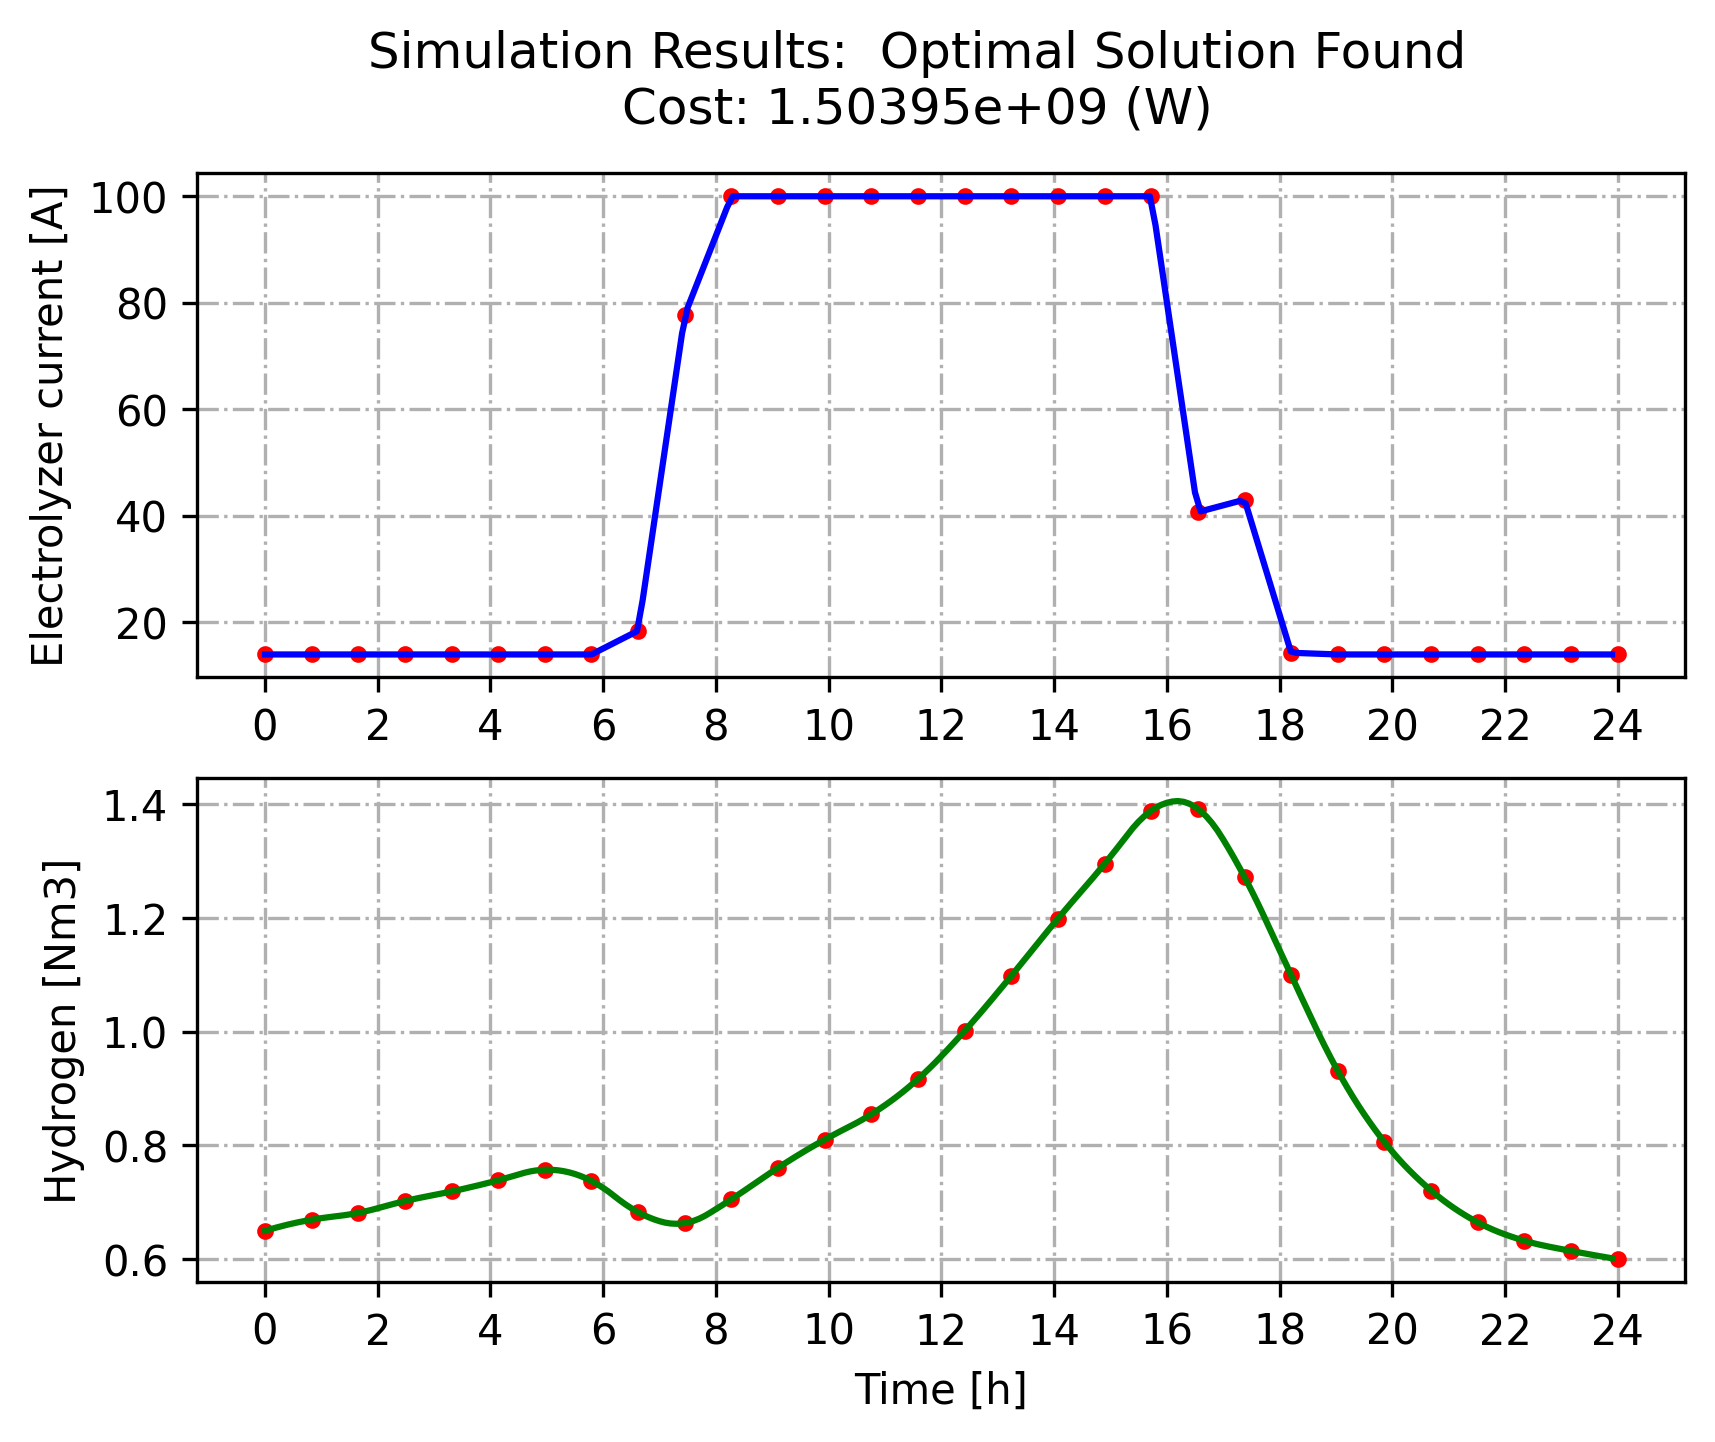 Simulation Results:  Optimal Solution Found
Cost: 1.50395e+09 (W)
Electrolyzer current [A]
100
80
60
40
20
0 2 4 6 8 10 12 14 16 18 20 22 24
Hydrogen [Nm3]
1.4
1.2
1.0
0.8
0.6
0 2 4 6 8 10 12 14 16 18 20 22 24
Time [h]